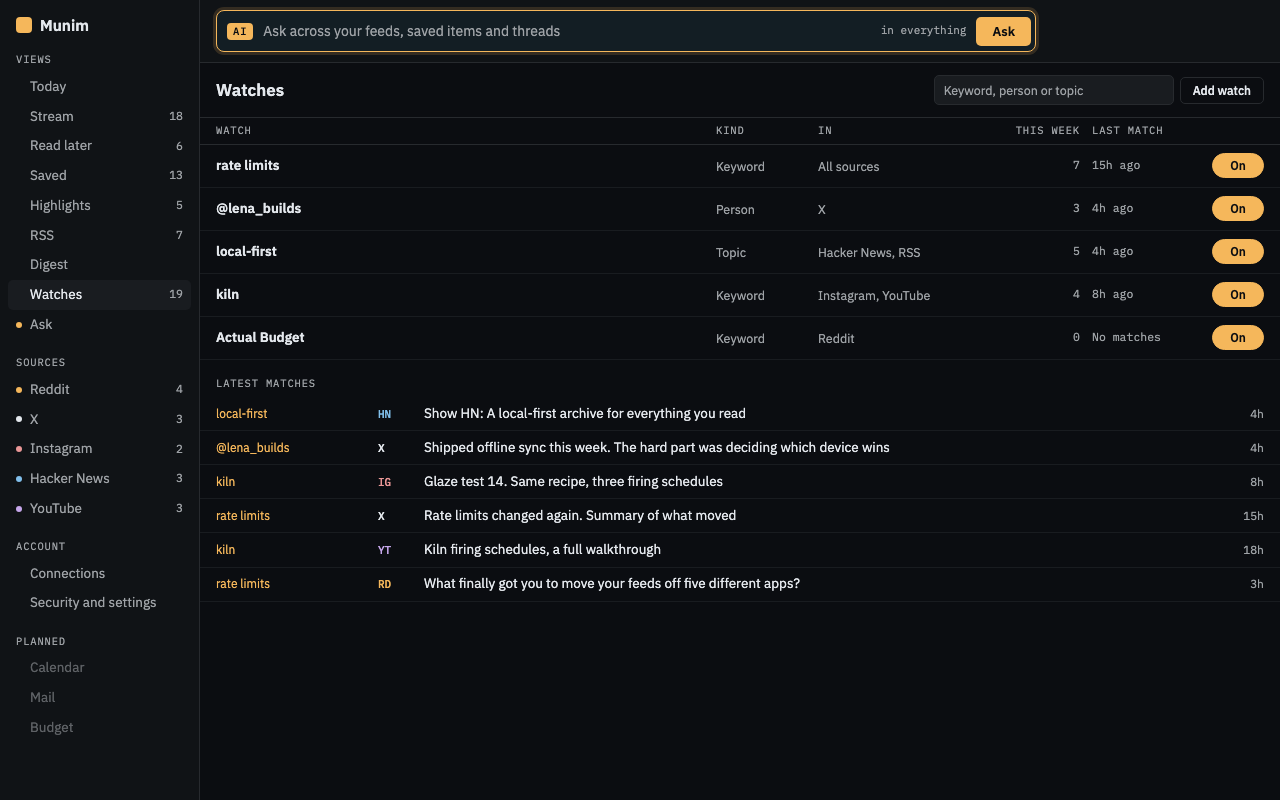 Munim
VIEWS
Today
Stream 18
Read later 6
Saved 13
Highlights 5
RSS 7
Digest
Watches 19
Ask
SOURCES
Reddit 4
X 3
Instagram 2
Hacker News 3
YouTube 3
ACCOUNT
Connections
Security and settings
PLANNED
Calendar
Mail
Budget
AI Ask across your feeds, saved items and threads in everything Ask
Watches Keyword, person or topic Add watch
WATCH KIND IN THIS WEEK LAST MATCH
rate limits Keyword All sources 7 15h ago On
@lena_builds Person X 3 4h ago On
local-first Topic Hacker News, RSS 5 4h ago On
kiln Keyword Instagram, YouTube 4 8h ago On
Actual Budget Keyword Reddit 0 No matches On
LATEST MATCHES
local-first HN Show HN: A local-first archive for everything you read 4h
@lena_builds X Shipped offline sync this week. The hard part was deciding which device wins 4h
kiln IG Glaze test 14. Same recipe, three firing schedules 8h
rate limits X Rate limits changed again. Summary of what moved 15h
kiln YT Kiln firing schedules, a full walkthrough 18h
rate limits RD What finally got you to move your feeds off five different apps? 3h